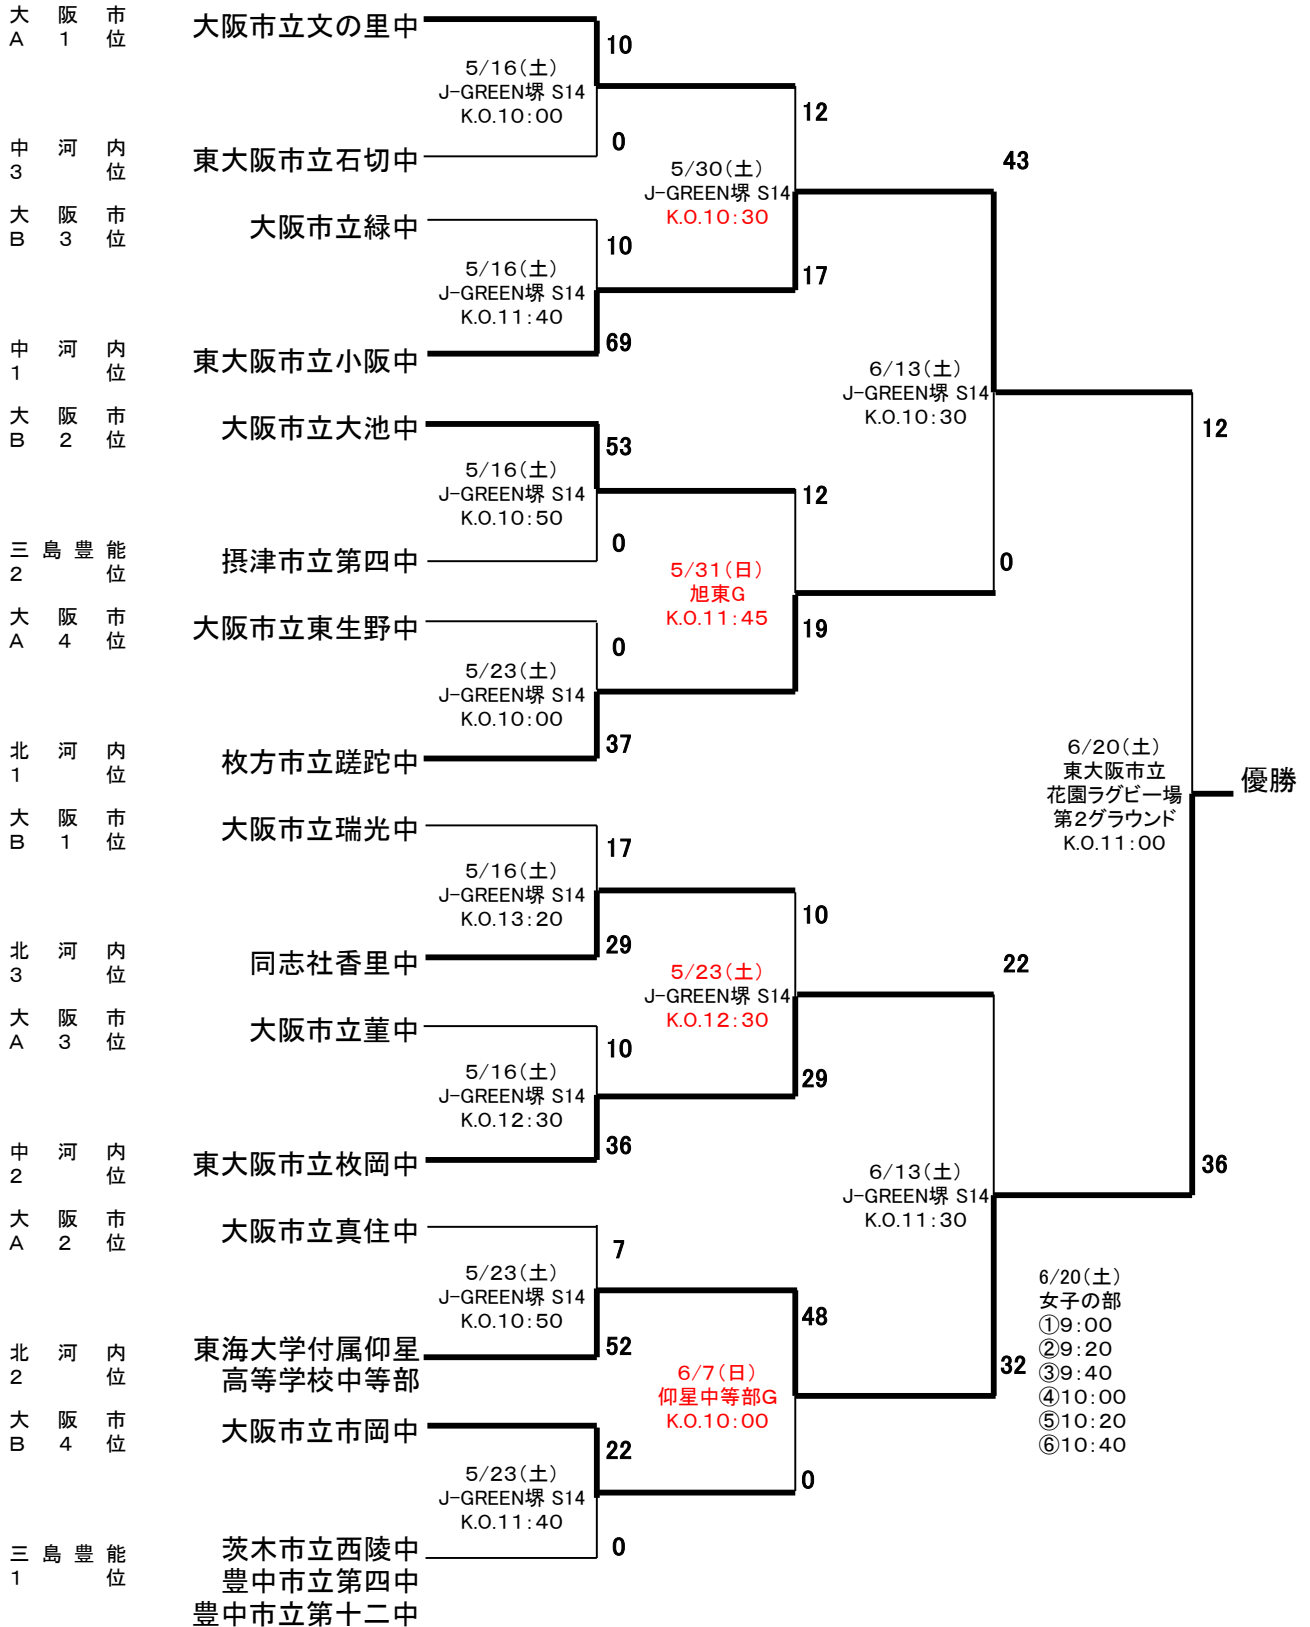 大阪市
A1位
大阪市立文の里中
10
5/16(土)
J-GREEN堺 S14
K.O.10:00
12
0
中河内
3位
東大阪市立石切中
5/30(土)
J-GREEN堺 S14
K.O.10:30
43
大阪市
B3位
大阪市立緑中
10
5/16(土)
J-GREEN堺 S14
K.O.11:40
17
69
中河内
1位
東大阪市立小阪中
6/13(土)
J-GREEN堺 S14
K.O.10:30
大阪市
B2位
大阪市立大池中
53
12
5/16(土)
J-GREEN堺 S14
K.O.10:50
12
0
三島豊能
2位
摂津市立第四中
5/31(日)
旭東G
K.O.11:45
0
大阪市
A4位
大阪市立東生野中
0
19
5/23(土)
J-GREEN堺 S14
K.O.10:00
37
北河内
1位
枚方市立蹉跎中
6/20(土)
東大阪市立
花園ラグビー場
第2グラウンド
K.O.11:00
優勝
大阪市
B1位
大阪市立瑞光中
17
5/16(土)
J-GREEN堺 S14
K.O.13:20
10
29
北河内
3位
同志社香里中
5/23(土)
J-GREEN堺 S14
K.O.12:30
22
大阪市
A3位
大阪市立菫中
10
5/16(土)
J-GREEN堺 S14
K.O.12:30
29
36
中河内
2位
東大阪市立枚岡中
6/13(土)
J-GREEN堺 S14
K.O.11:30
36
大阪市
A2位
大阪市立真住中
7
5/23(土)
J-GREEN堺 S14
K.O.10:50
48
52
北河内
2位
東海大学付属仰星
高等学校中等部
6/7(日)
仰星中等部G
K.O.10:00
32
6/20(土)
女子の部
①9:00
②9:20
③9:40
④10:00
⑤10:20
⑥10:40
大阪市
B4位
大阪市立市岡中
22
5/23(土)
J-GREEN堺 S14
K.O.11:40
0
0
三島豊能
1位
茨木市立西陵中
豊中市立第四中
豊中市立第十二中